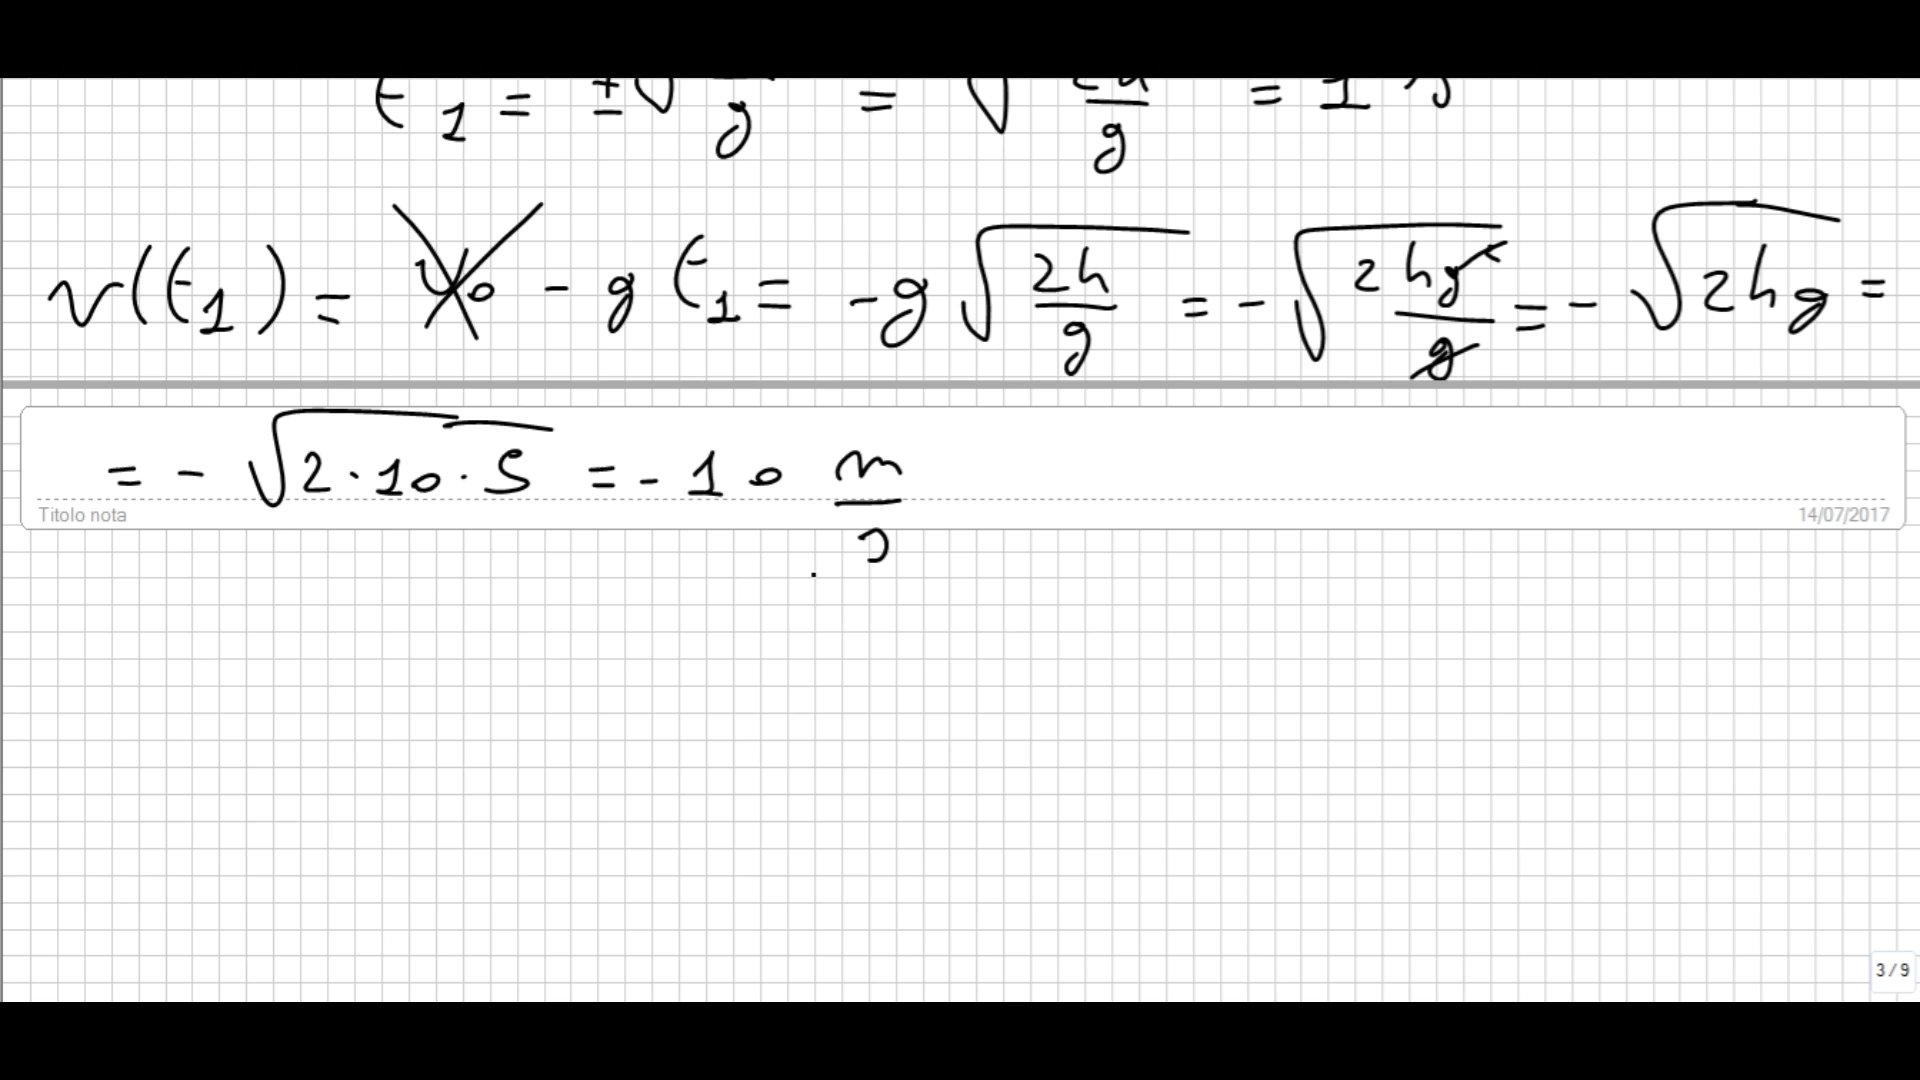 t₁ = ±√(/g) = √(2h/g) = 1 s
v(t₁) = v₀ - g t₁ = -g √(2h/g) = - √(2hg²/g) = - √2hg =
= - √2·10·5 = - 10 m/s
Titolo nota 14/07/2017
3 / 9